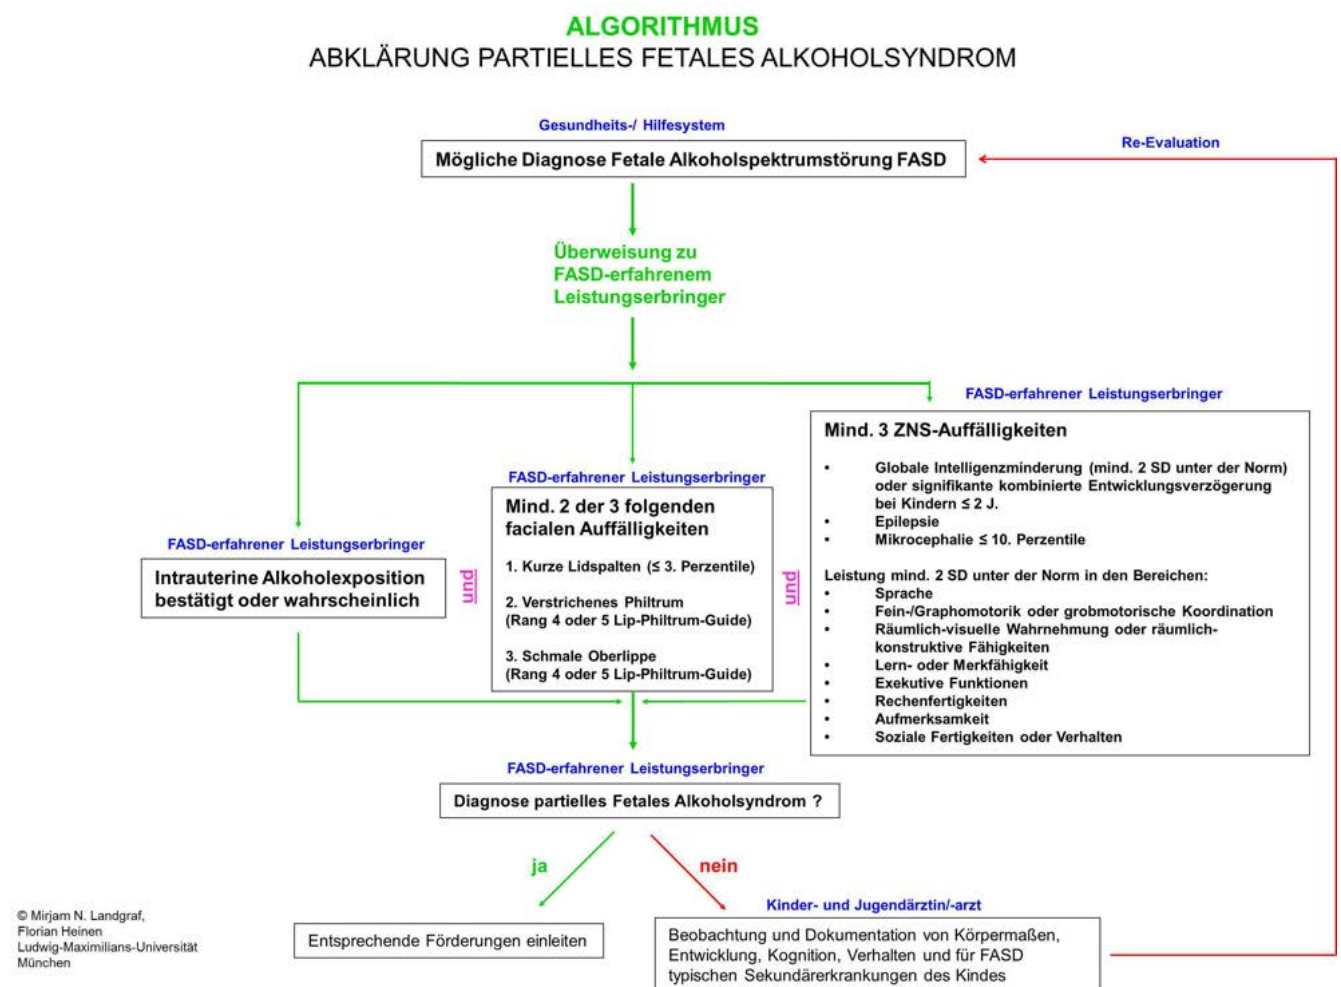 ALGORITHMUS
ABKLÄRUNG PARTIELLES FETALES ALKOHOLSYNDROM
Gesundheits-/ Hilfesystem
Mögliche Diagnose Fetale Alkoholspektrumstörung FASD
Re-Evaluation
Überweisung zu
FASD-erfahrenem
Leistungserbringer
FASD-erfahrener Leistungserbringer
Intrauterine Alkoholexposition
bestätigt oder wahrscheinlich
und
FASD-erfahrener Leistungserbringer
Mind. 2 der 3 folgenden
facialen Auffälligkeiten
1. Kurze Lidspalten (≤ 3. Perzentile)
2. Verstrichenes Philtrum
(Rang 4 oder 5 Lip-Philtrum-Guide)
3. Schmale Oberlippe
(Rang 4 oder 5 Lip-Philtrum-Guide)
und
FASD-erfahrener Leistungserbringer
Mind. 3 ZNS-Auffälligkeiten
• Globale Intelligenzminderung (mind. 2 SD unter der Norm)
oder signifikante kombinierte Entwicklungsverzögerung
bei Kindern ≤ 2 J.
• Epilepsie
• Mikrocephalie ≤ 10. Perzentile
Leistung mind. 2 SD unter der Norm in den Bereichen:
• Sprache
• Fein-/Graphomotorik oder grobmotorische Koordination
• Räumlich-visuelle Wahrnehmung oder räumlich-
konstruktive Fähigkeiten
• Lern- oder Merkfähigkeit
• Exekutive Funktionen
• Rechenfertigkeiten
• Aufmerksamkeit
• Soziale Fertigkeiten oder Verhalten
FASD-erfahrener Leistungserbringer
Diagnose partielles Fetales Alkoholsyndrom ?
ja
nein
Entsprechende Förderungen einleiten
Kinder- und Jugendärztin/-arzt
Beobachtung und Dokumentation von Körpermaßen,
Entwicklung, Kognition, Verhalten und für FASD
typischen Sekundärerkrankungen des Kindes
© Mirjam N. Landgraf,
Florian Heinen
Ludwig-Maximilians-Universität
München